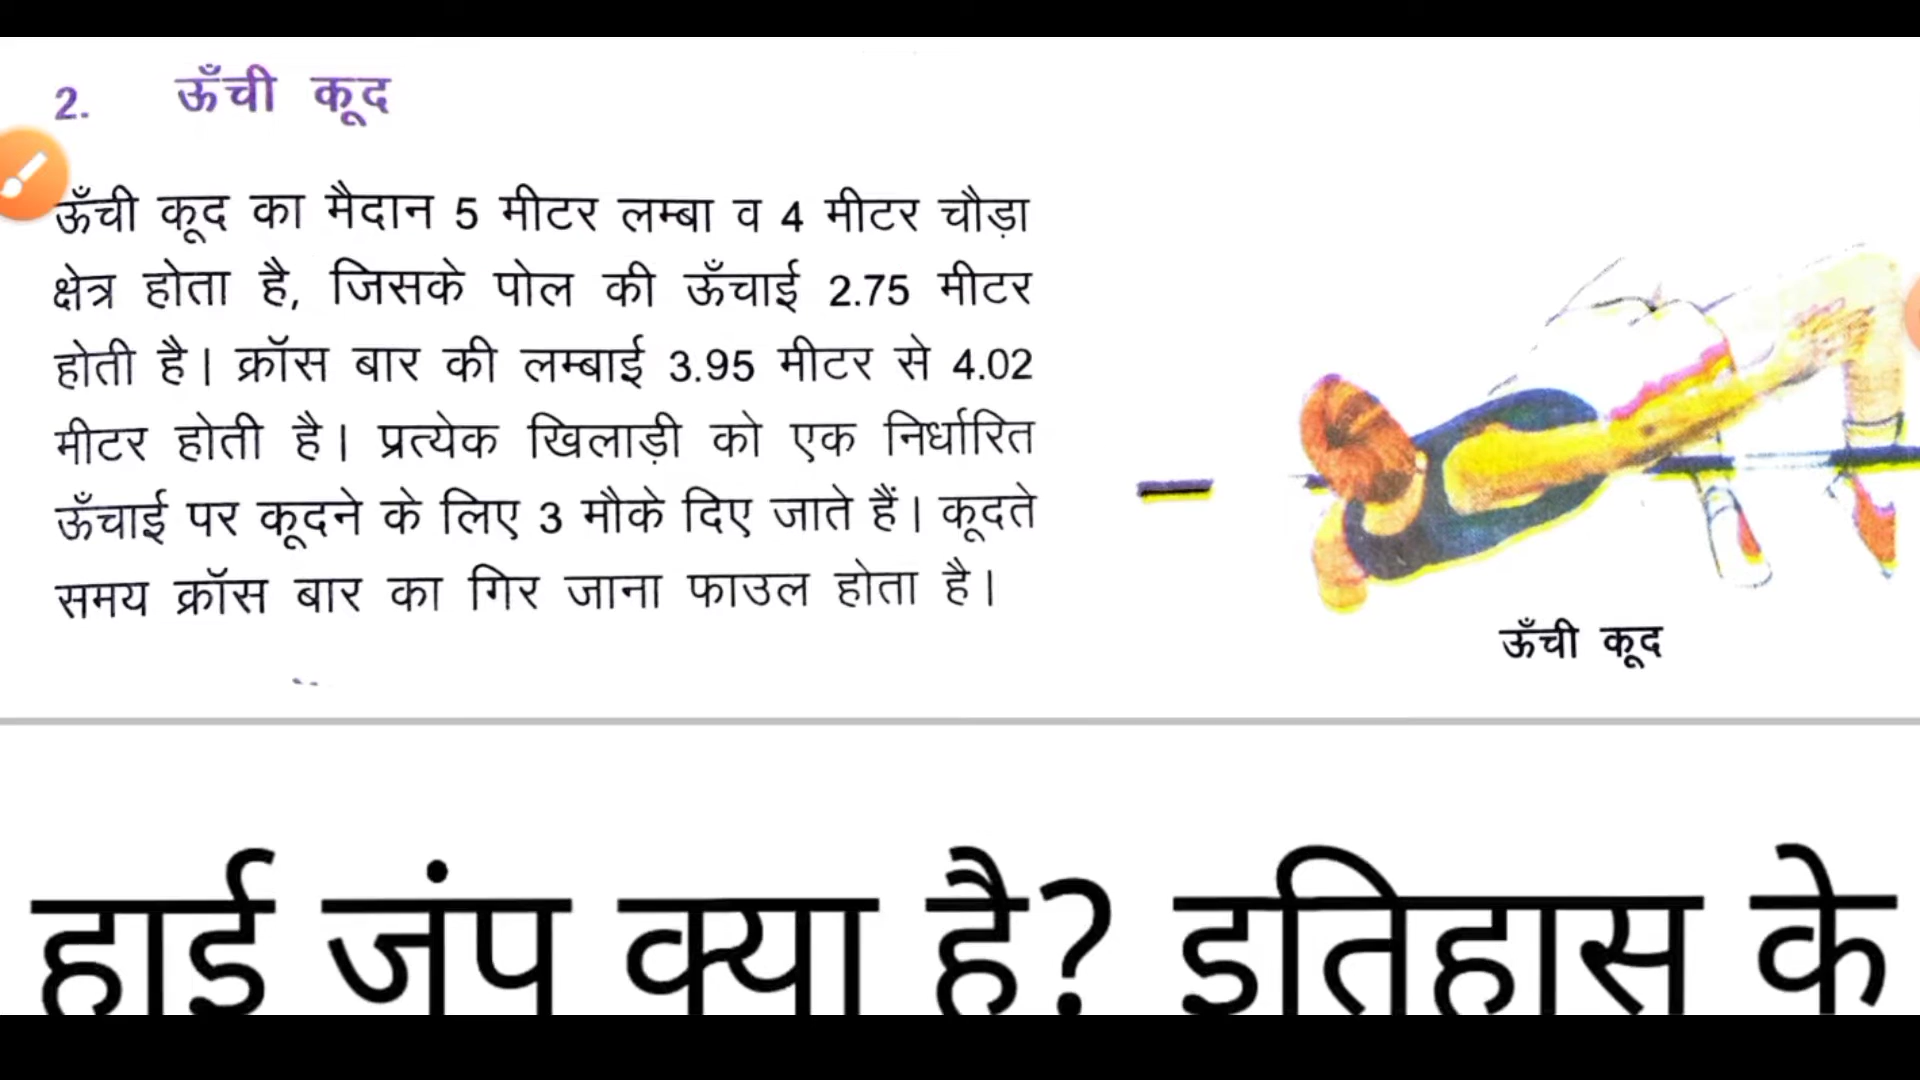 2. ऊँची कूद
ऊँची कूद का मैदान 5 मीटर लम्बा व 4 मीटर चौड़ा
क्षेत्र होता है, जिसके पोल की ऊँचाई 2.75 मीटर
होती है। क्रॉस बार की लम्बाई 3.95 मीटर से 4.02
मीटर होती है। प्रत्येक खिलाड़ी को एक निर्धारित
ऊँचाई पर कूदने के लिए 3 मौके दिए जाते हैं। कूदते
समय क्रॉस बार का गिर जाना फाउल होता है।
ऊँची कूद
हाई जंप क्या है? इतिहास के